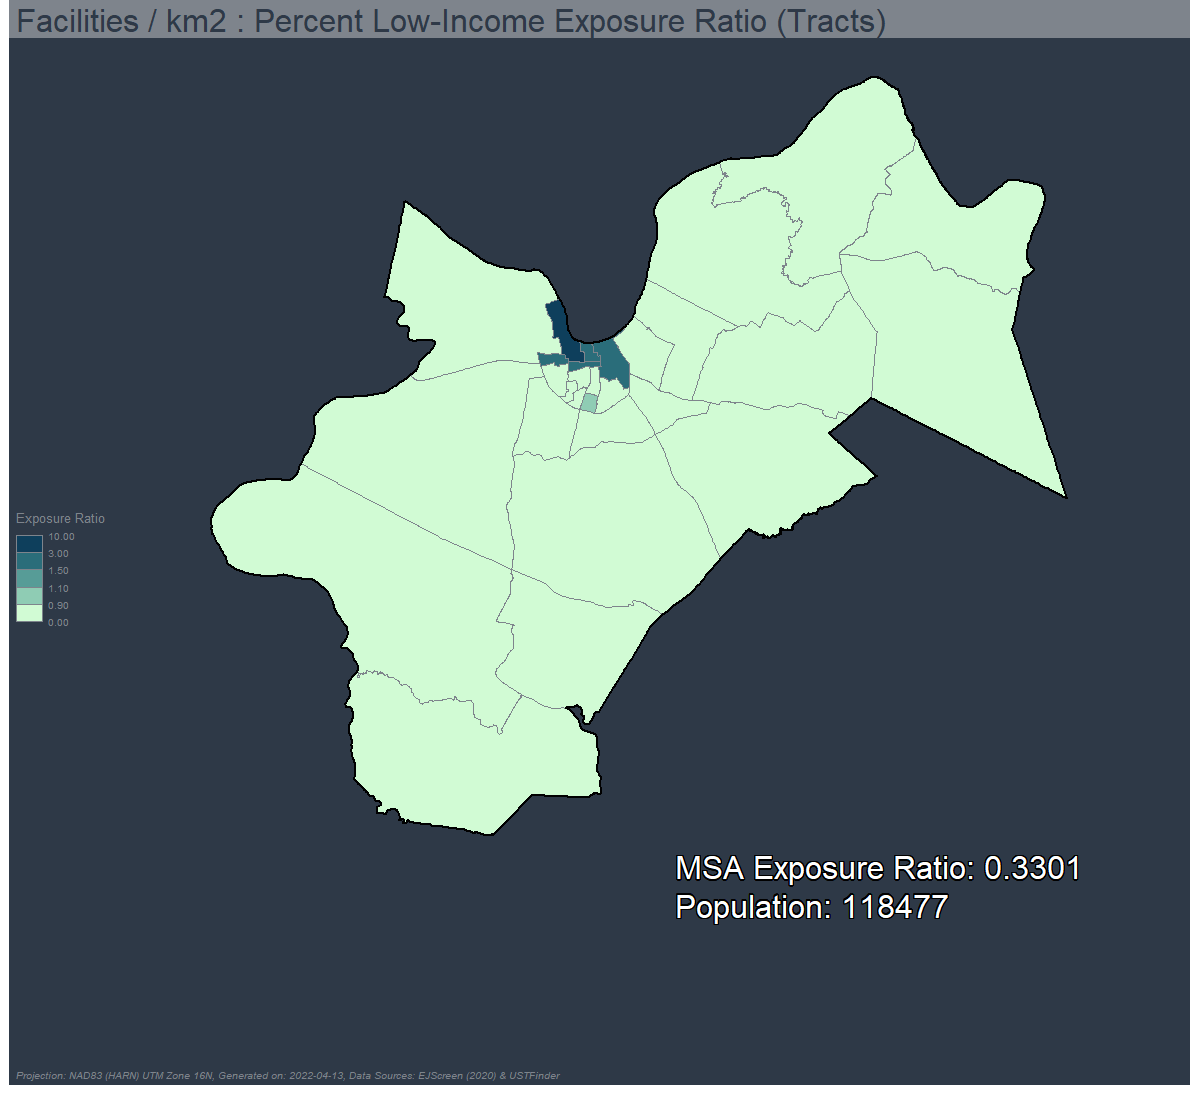 Facilities / km2 : Percent Low-Income Exposure Ratio (Tracts)
Exposure Ratio
10.00
3.00
1.50
1.10
0.90
0.00
MSA Exposure Ratio: 0.3301
Population: 118477
Projection: NAD83 (HARN) UTM Zone 16N, Generated on: 2022-04-13, Data Sources: EJScreen (2020) & USTFinder